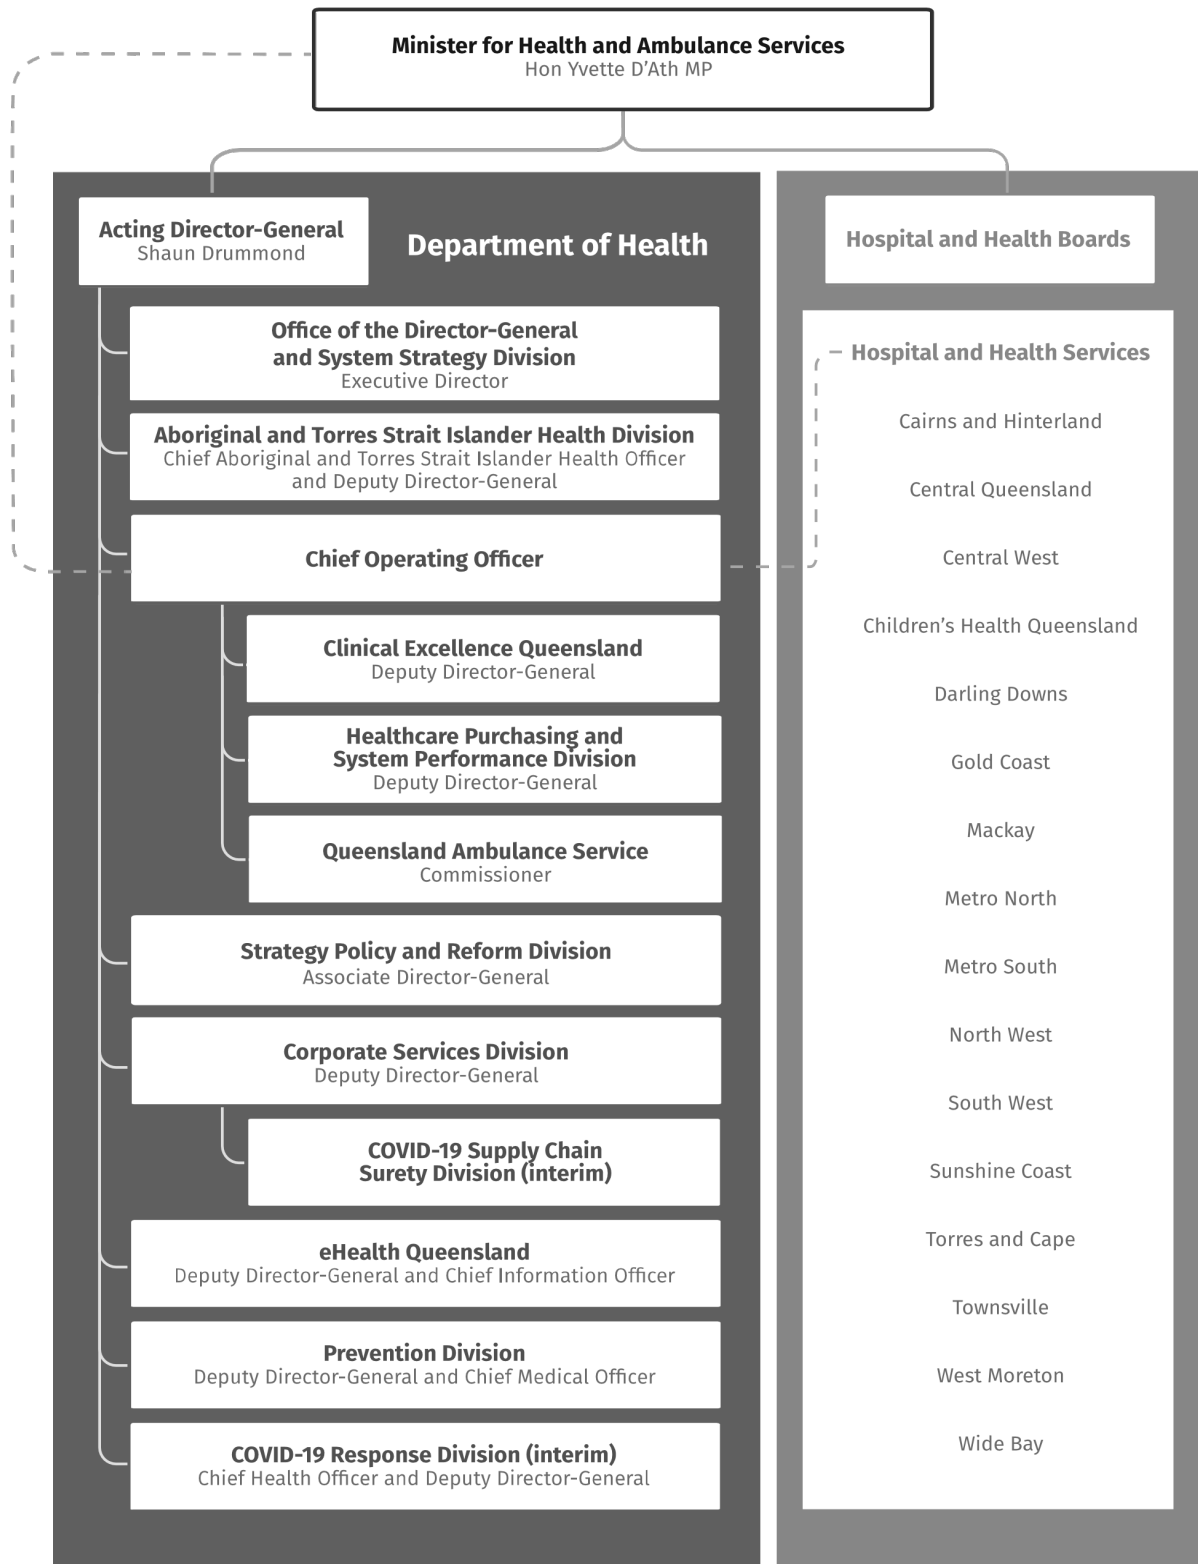 Minister for Health and Ambulance Services
Hon Yvette D’Ath MP
Acting Director-General
Shaun Drummond
Department of Health
Office of the Director-General
and System Strategy Division
Executive Director
Aboriginal and Torres Strait Islander Health Division
Chief Aboriginal and Torres Strait Islander Health Officer
and Deputy Director-General
Chief Operating Officer
Clinical Excellence Queensland
Deputy Director-General
Healthcare Purchasing and
System Performance Division
Deputy Director-General
Queensland Ambulance Service
Commissioner
Strategy Policy and Reform Division
Associate Director-General
Corporate Services Division
Deputy Director-General
COVID-19 Supply Chain
Surety Division (interim)
eHealth Queensland
Deputy Director-General and Chief Information Officer
Prevention Division
Deputy Director-General and Chief Medical Officer
COVID-19 Response Division (interim)
Chief Health Officer and Deputy Director-General
Hospital and Health Boards
Hospital and Health Services
Cairns and Hinterland
Central Queensland
Central West
Children’s Health Queensland
Darling Downs
Gold Coast
Mackay
Metro North
Metro South
North West
South West
Sunshine Coast
Torres and Cape
Townsville
West Moreton
Wide Bay